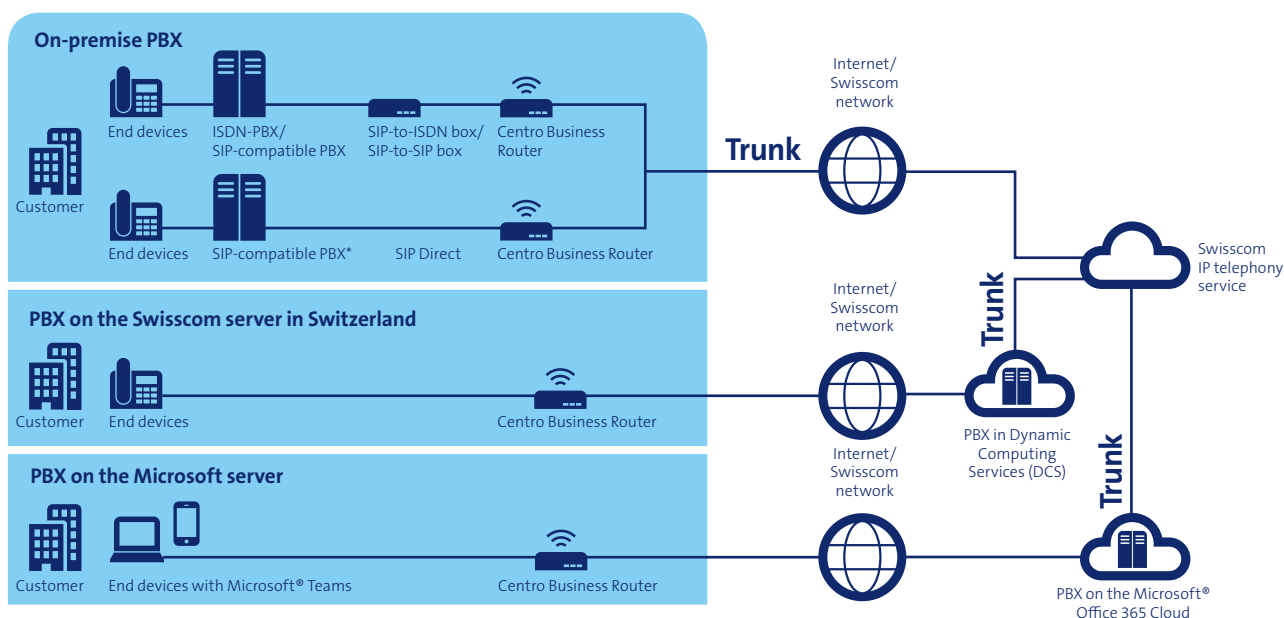 On-premise PBX
End devices
ISDN-PBX/
SIP-compatible PBX
SIP-to-ISDN box/
SIP-to-SIP box
Centro Business
Router
Customer
End devices
SIP-compatible PBX*
SIP Direct
Centro Business Router
Trunk
Internet/
Swisscom
network
Swisscom
IP telephony
service
PBX on the Swisscom server in Switzerland
Customer
End devices
Centro Business Router
Internet/
Swisscom
network
Trunk
PBX in Dynamic
Computing
Services (DCS)
PBX on the Microsoft server
Customer
End devices with Microsoft® Teams
Centro Business Router
Internet/
Swisscom
network
Trunk
PBX on the Microsoft®
Office 365 Cloud